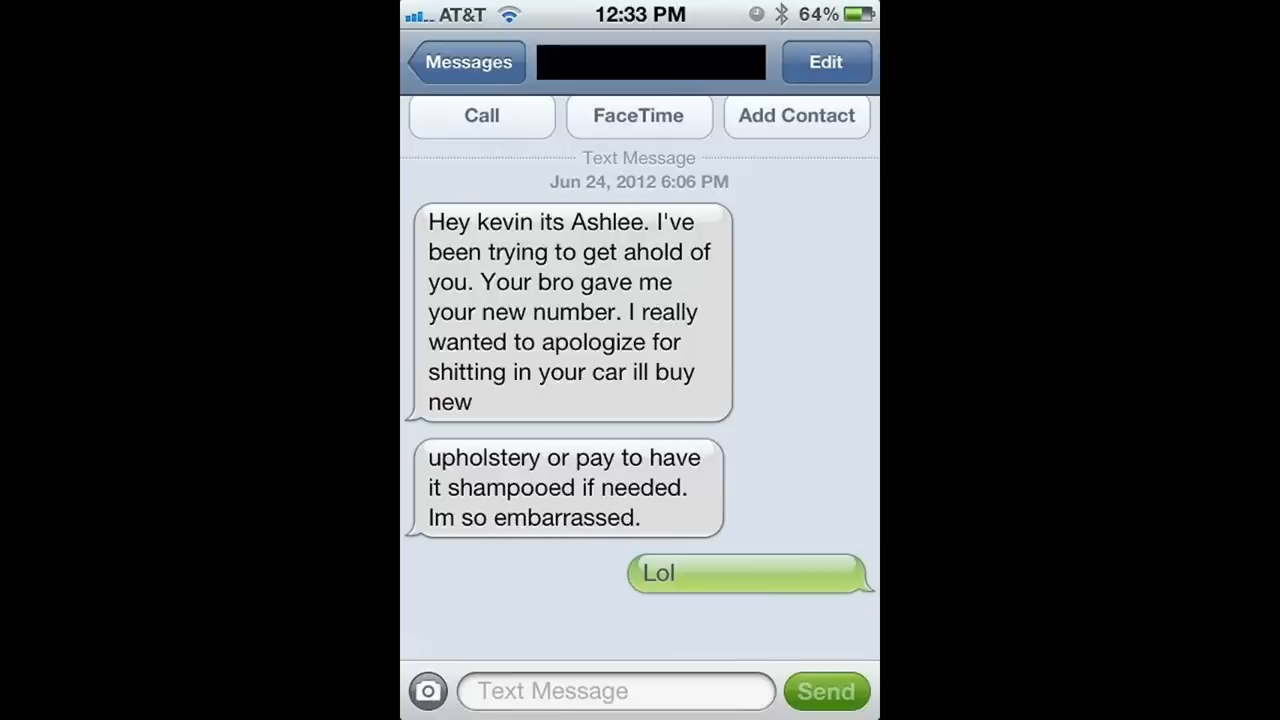 AT&T 12:33 PM 64%
Messages Edit
Call FaceTime Add Contact
Text Message
Jun 24, 2012 6:06 PM
Hey kevin its Ashlee. I've
been trying to get ahold of
you. Your bro gave me
your new number. I really
wanted to apologize for
shitting in your car ill buy
new
upholstery or pay to have
it shampooed if needed.
Im so embarrassed.
Lol
Text Message Send